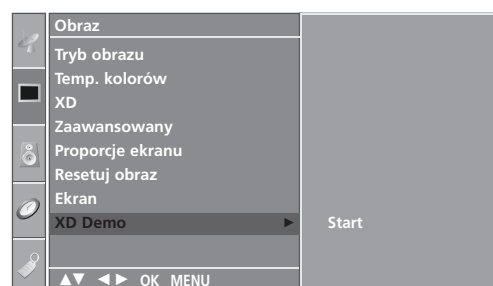 Obraz
Tryb obrazu
Temp. kolorów
XD
Zaawansowany
Proporcje ekranu
Resetuj obraz
Ekran
XD Demo ► Start
▲▼ ◄► OK MENU